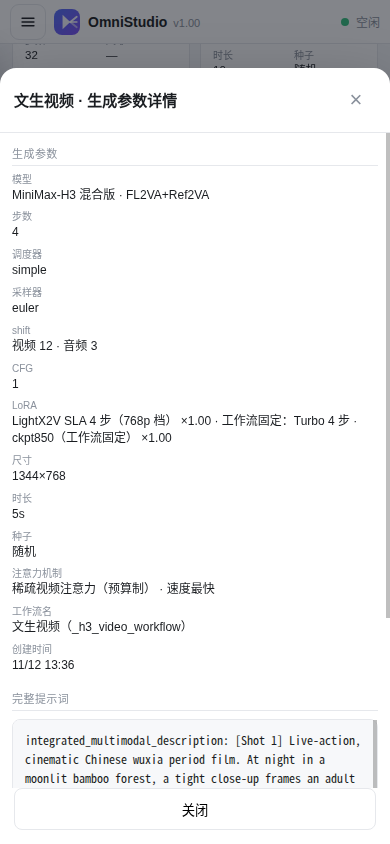 OmniStudio v1.00
空闲
32
—
时长
种子
文生视频 · 生成参数详情
生成参数
模型
MiniMax-H3 混合版 · FL2VA+Ref2VA
步数
4
调度器
simple
采样器
euler
shift
视频 12 · 音频 3
CFG
1
LoRA
LightX2V SLA 4 步（768p 档） ×1.00 · 工作流固定：Turbo 4 步 ·
ckpt850（工作流固定） ×1.00
尺寸
1344×768
时长
5s
种子
随机
注意力机制
稀疏视频注意力（预算制） · 速度最快
工作流名
文生视频（_h3_video_workflow）
创建时间
11/12 13:36
完整提示词
integrated_multimodal_description: [Shot 1] Live-action,
cinematic Chinese wuxia period film. At night in a
moonlit bamboo forest, a tight close-up frames an adult
关闭